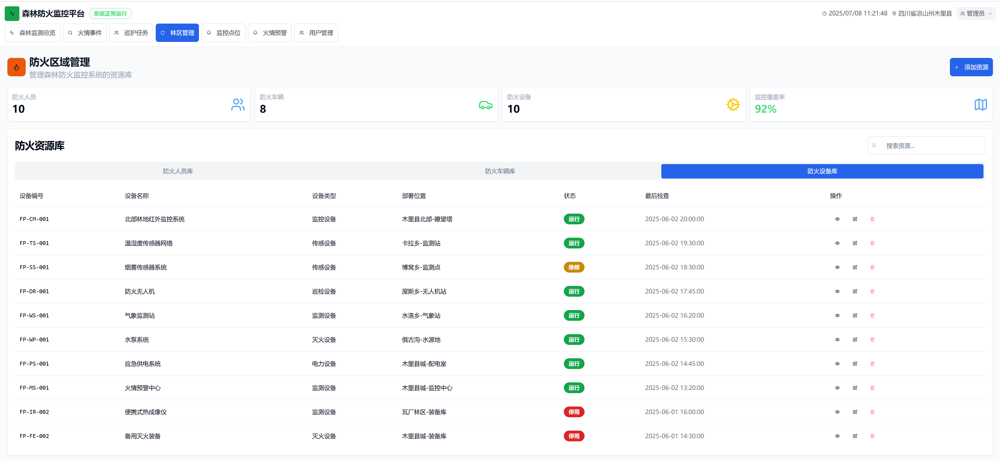 森林防火监控平台 系统正常运行 2025/07/08 11:21:48 四川省凉山州木里县 管理员
森林监测总览 火情事件 巡护任务 林区管理 监控点位 火情预警 用户管理
防火区域管理
管理森林防火监控系统的资源库
+ 添加资源
防火人员 防火车辆 防火设备 监控覆盖率
10 8 10 92%
防火资源库 搜索资源...
防火人员库 防火车辆库 防火设备库
设备编号 设备名称 设备类型 部署位置 状态 最后检查 操作
FP-CM-001 北部林地红外监控系统 监控设备 木里县北部-瞭望塔 运行 2025-06-02 20:00:00
FP-TS-001 温湿度传感器网络 传感设备 卡拉乡-监测站 运行 2025-06-02 19:30:00
FP-SS-001 烟雾传感器系统 传感设备 博窝乡-监测点 维修 2025-06-02 18:30:00
FP-DR-001 防火无人机 巡检设备 屋斯乡-无人机站 运行 2025-06-02 17:45:00
FP-WS-001 气象监测站 监测设备 水洛乡-气象站 运行 2025-06-02 16:20:00
FP-WP-001 水泵系统 灭火设备 俄古沟-水源地 运行 2025-06-02 15:30:00
FP-PS-001 应急供电系统 电力设备 木里县城-配电室 运行 2025-06-02 14:45:00
FP-MS-001 火情预警中心 监测设备 木里县城-监控中心 运行 2025-06-02 13:20:00
FP-IR-002 便携式热成像仪 监测设备 瓦厂林区-装备库 停用 2025-06-01 16:00:00
FP-FE-002 备用灭火装备 灭火设备 木里县城-装备库 停用 2025-06-01 14:30:00